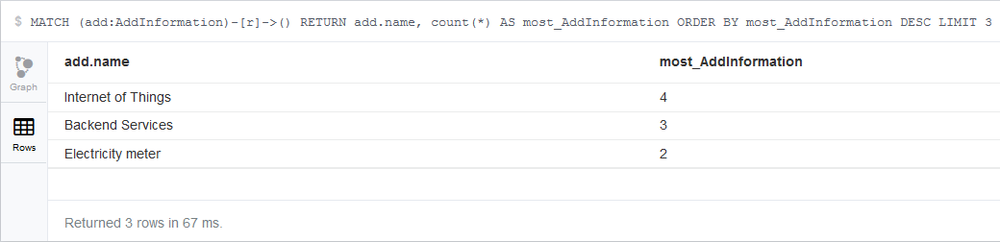 $ MATCH (add:AddInformation)-[r]->() RETURN add.name, count(*) AS most_AddInformation ORDER BY most_AddInformation DESC LIMIT 3
Graph
Rows
add.name most_AddInformation
Internet of Things 4
Backend Services 3
Electricity meter 2
Returned 3 rows in 67 ms.